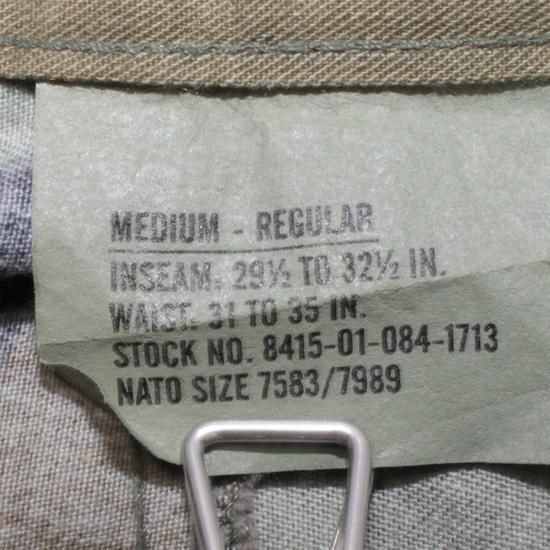 MEDIUM - REGULAR
INSEAM: 29½ TO 32½ IN.
WAIST: 31 TO 35 IN.
STOCK NO. 8415-01-084-1713
NATO SIZE 7583/7989